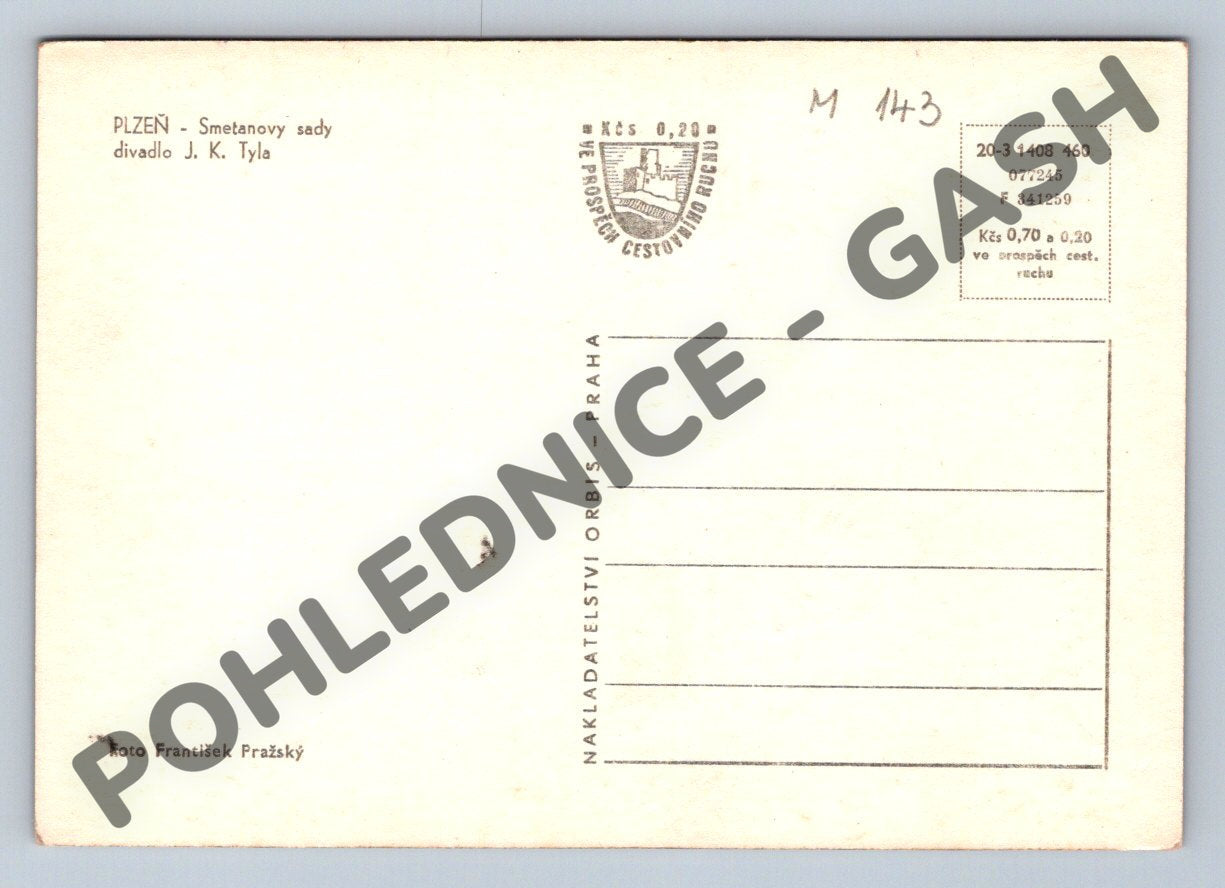 PLZEŇ - Smetanovy sady
divadlo J. K. Tyla
Kčs 0,20
VE PROSPĚCH CESTOVNÍHO RUCHU
M 143
20-3 1408 460
077245
F 341259
Kčs 0,70 a 0,20
ve prospěch cest.
ruchu
NAKLADATELSTVÍ ORBIS - PRAHA
Foto František Pražský
POHLEDNICE - GASH